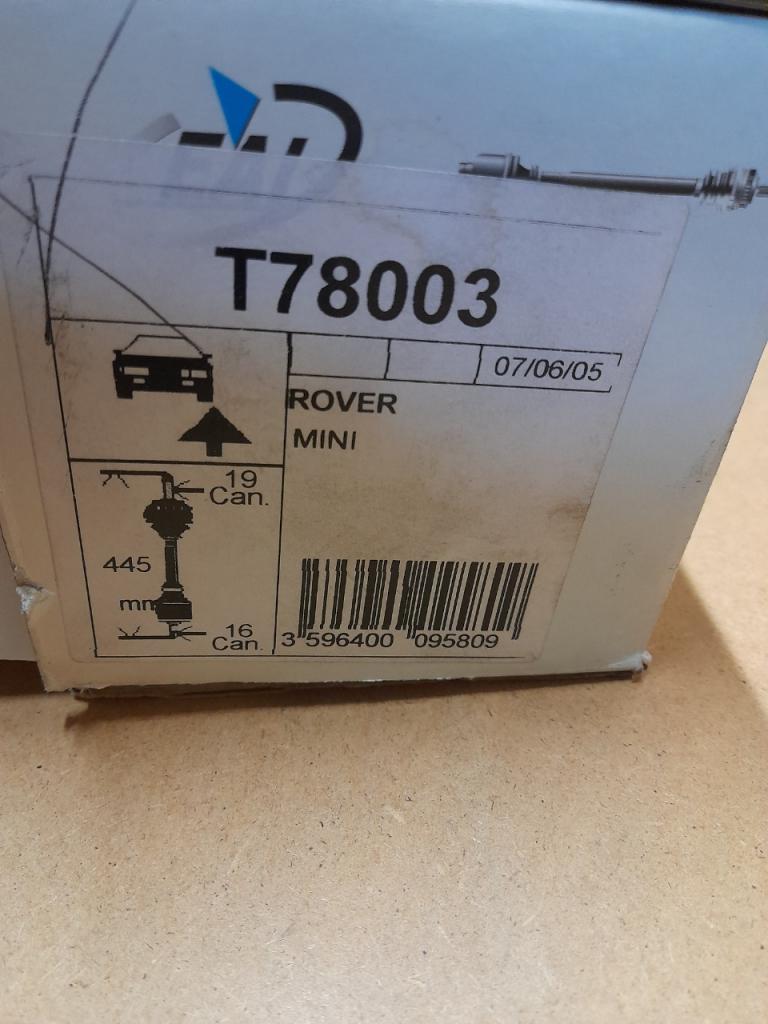 T78003
07/06/05
ROVER
MINI
19
Can.
445
mm
16
Can.
3 596400 095809